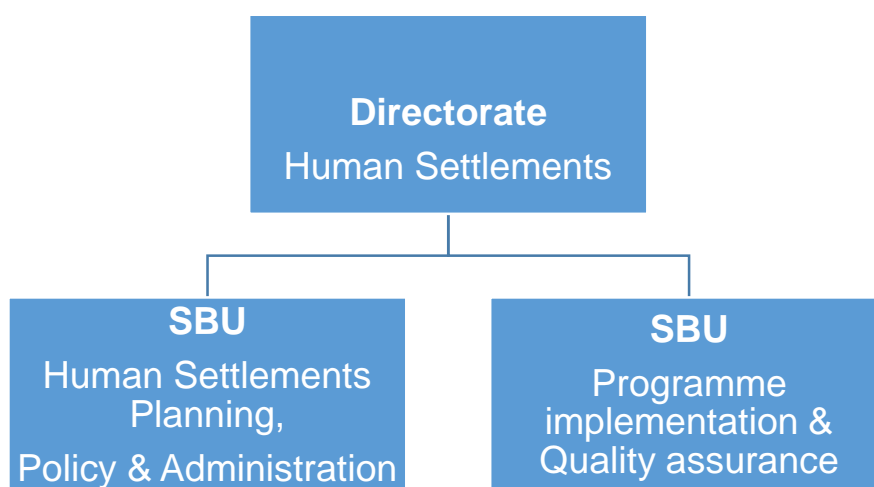 Directorate
Human Settlements
SBU
Human Settlements
Planning,
Policy & Administration
SBU
Programme
implementation &
Quality assurance